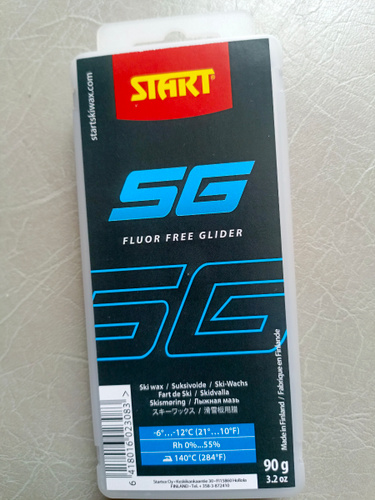 START
startskiwax.com
SG
FLUOR FREE GLIDER
SG
Ski wax / Suksivoide / Ski-Wachs
Fart de Ski / Skidvalla
Skismøring / Лыжная мазь
スキーワックス / 滑雪板用蜡
-6°...-12°C (21°...10°F)
Rh 0%...55%
140°C (284°F)
90 g
3.2 oz
Made in Finland / Fabrique en Finlande
6 418016 023083 >
FINLAND